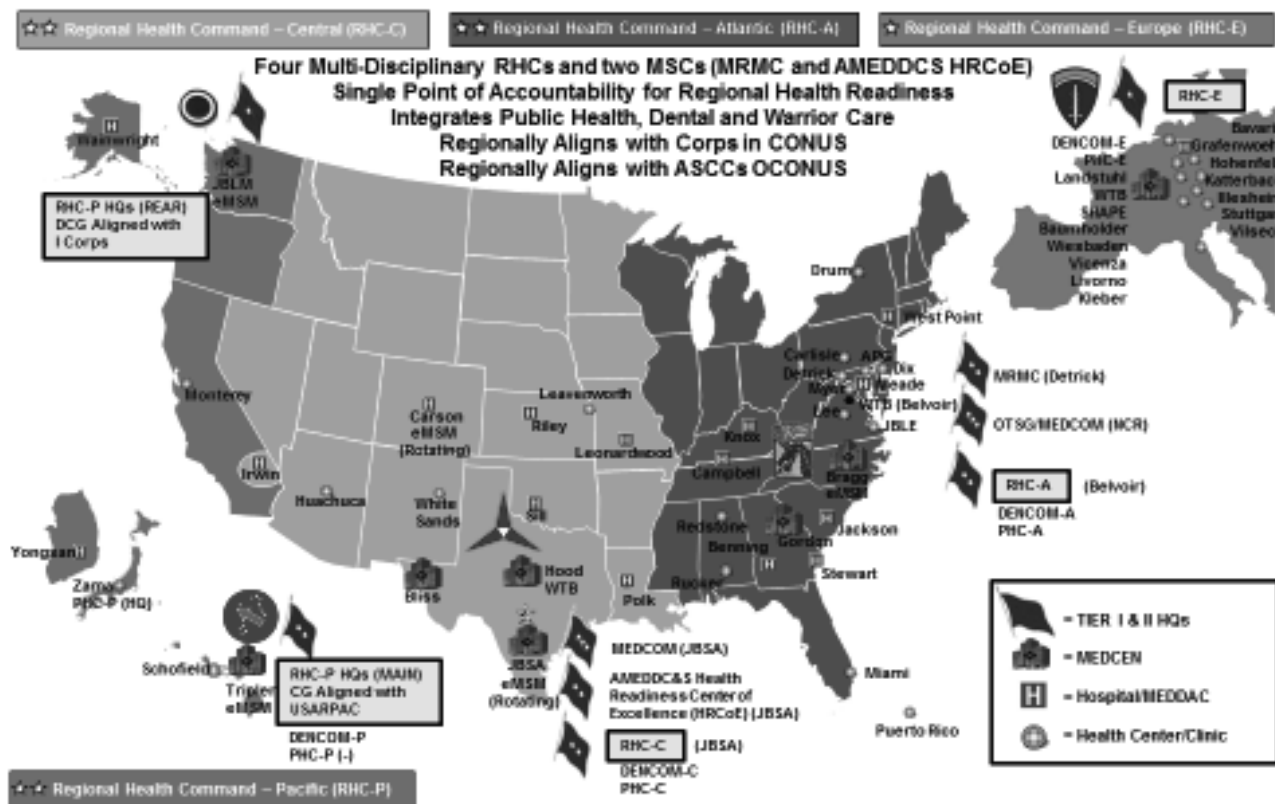 Regional Health Command – Central (RHC-C)
Regional Health Command – Atlantic (RHC-A)
Regional Health Command – Europe (RHC-E)
Four Multi-Disciplinary RHCs and two MSCs (MRMC and AMEDDCS HRCoE)
Single Point of Accountability for Regional Health Readiness
Integrates Public Health, Dental and Warrior Care
Regionally Aligns with Corps in CONUS
Regionally Aligns with ASCCs OCONUS
H
Wainwright
JBLM
eMSM
RHC-P HQs (REAR)
DCG Aligned with
I Corps
RHC-E
DENCOM-E
PHC-E
Landstuhl
WTB
SHAPE
Baumholder
Wiesbaden
Vicenza
Livorno
Kleber
Bavari
Grafenwoehr
Hohenfels
Katterbach
Illesheim
Stuttgart
Vilseck
Drum
West Point
Carlisle
APG
Detrick
Dix
Myer
Meade
WTB (Belvoir)
Lee
JBLE
MRMC (Detrick)
OTSG/MEDCOM (NCR)
RHC-A
(Belvoir)
DENCOM-A
PHC-A
Monterey
Irwin
Huachuca
Carson
eMSM
(Rotating)
White
Sands
Leavenworth
Riley
Leonardwood
Sill
Knox
Campbell
Bragg
eMSM
Redstone
Benning
Gordon
Jackson
Stewart
Rucker
Polk
Bliss
Hood
WTB
JBSA
eMSM
(Rotating)
Miami
Puerto Rico
Yongsan
Zama
PHC-P (HQ)
Schofield
Tripler
eMSM
RHC-P HQs (MAIN)
CG Aligned with
USARPAC
DENCOM-P
PHC-P (-)
MEDCOM (JBSA)
AMEDDC&S Health
Readiness Center of
Excellence (HRCoE) (JBSA)
RHC-C
(JBSA)
DENCOM-C
PHC-C
= TIER I & II HQs
= MEDCEN
H = Hospital/MEDDAC
= Health Center/Clinic
Regional Health Command – Pacific (RHC-P)